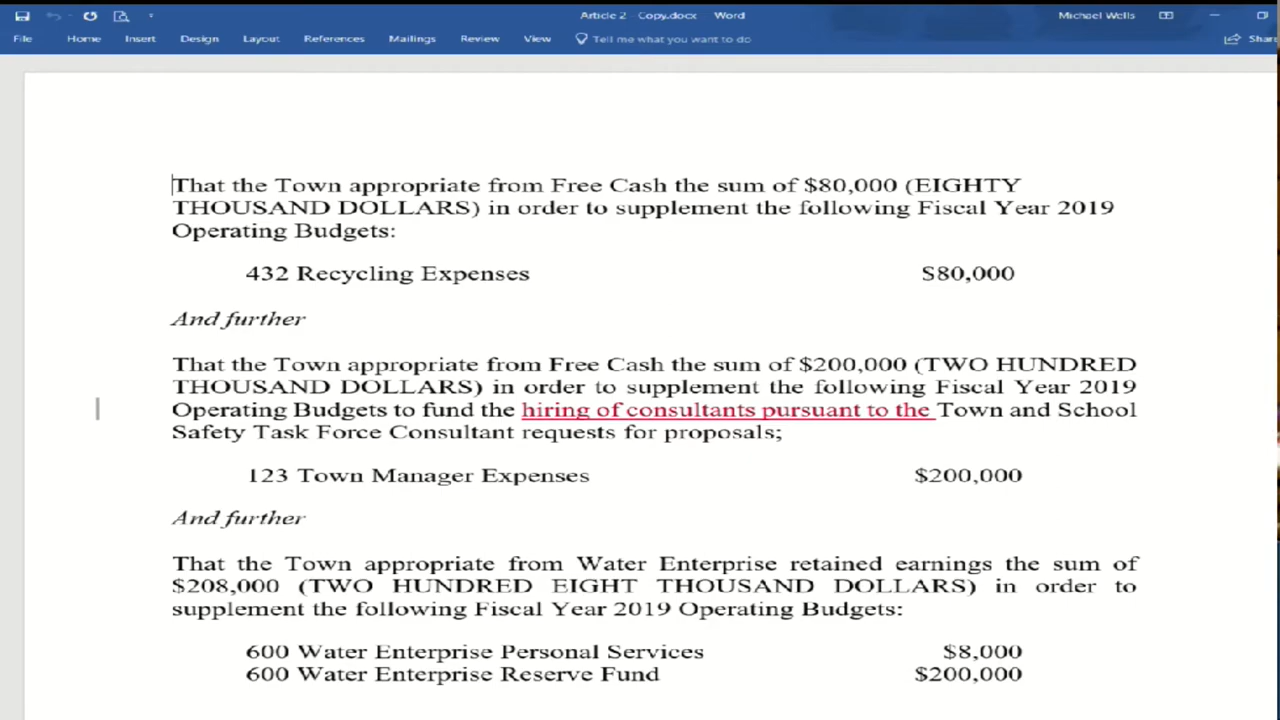 Article 2 Copy.docx Word
Michael Wells
File Home Insert Design Layout References Mailings Review View Tell me what you want to do
Share
That the Town appropriate from Free Cash the sum of $80,000 (EIGHTY
THOUSAND DOLLARS) in order to supplement the following Fiscal Year 2019
Operating Budgets:
432 Recycling Expenses $80,000
And further
That the Town appropriate from Free Cash the sum of $200,000 (TWO HUNDRED
THOUSAND DOLLARS) in order to supplement the following Fiscal Year 2019
Operating Budgets to fund the hiring of consultants pursuant to the Town and School
Safety Task Force Consultant requests for proposals;
123 Town Manager Expenses $200,000
And further
That the Town appropriate from Water Enterprise retained earnings the sum of
$208,000 (TWO HUNDRED EIGHT THOUSAND DOLLARS) in order to
supplement the following Fiscal Year 2019 Operating Budgets:
600 Water Enterprise Personal Services $8,000
600 Water Enterprise Reserve Fund $200,000